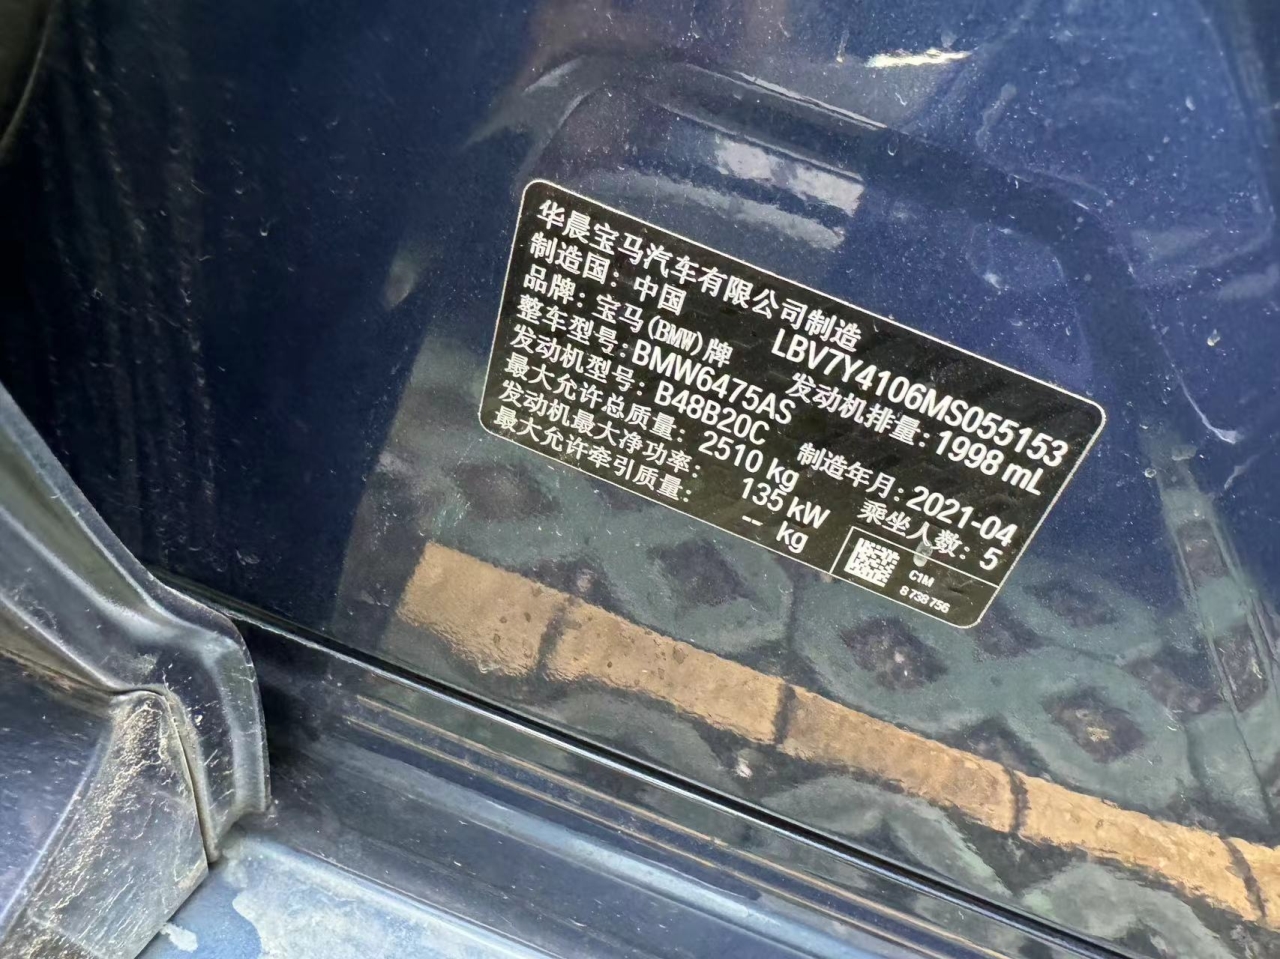 华晨宝马汽车有限公司制造
制造国：中国 LBV7Y4106MS055153
品牌：宝马(BMW)牌 发动机排量：1998 mL
整车型号：BMW6475AS
发动机型号：B48B20C 制造年月：2021-04
最大允许总质量：2510 kg 乘坐人数：5
发动机最大净功率：135 kW
最大允许牵引质量：-- kg
C1M
8 738 756